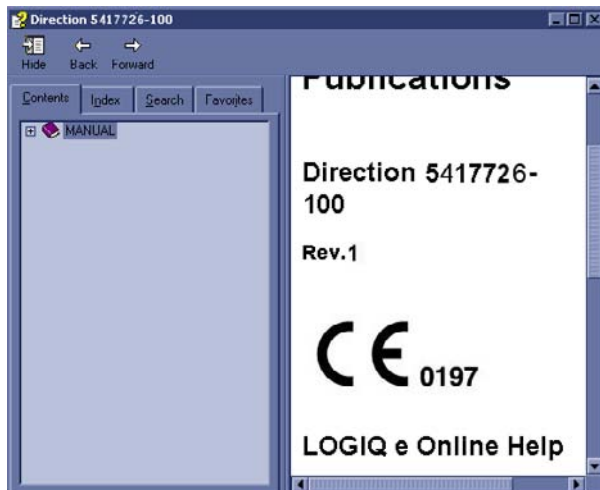 Direction 5417726-100
Hide Back Forward
Contents Index Search Favorites
MANUAL
Publications
Direction 5417726-
100
Rev.1
CE 0197
LOGIQ e Online Help